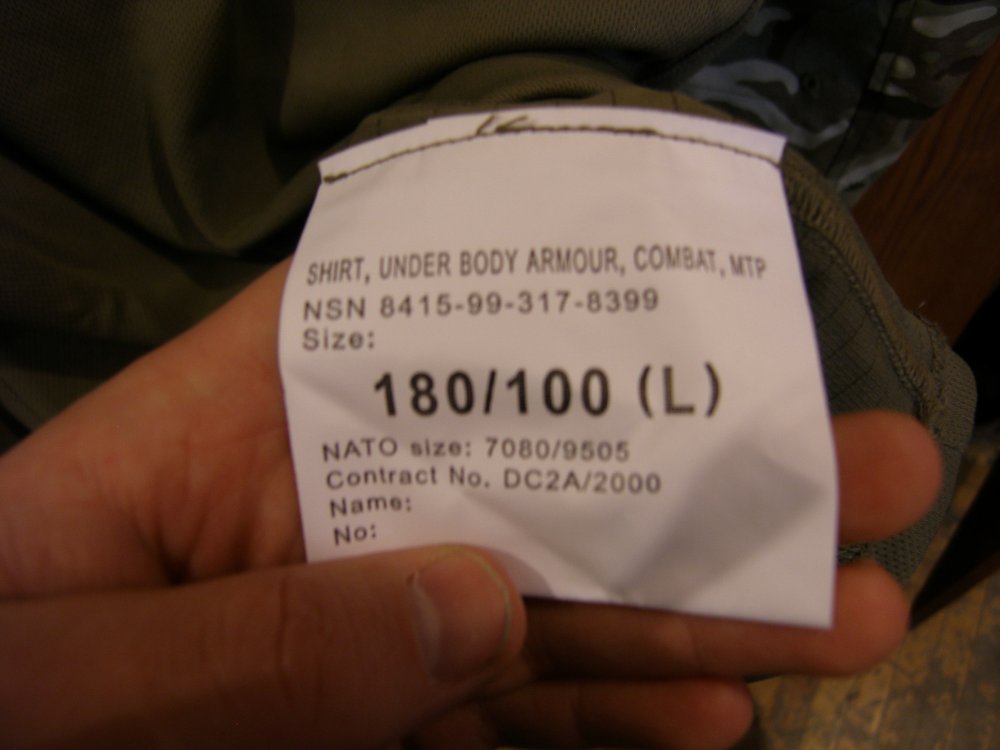 SHIRT, UNDER BODY ARMOUR, COMBAT, MTP
NSN 8415-99-317-8399
Size:
180/100 (L)
NATO size: 7080/9505
Contract No. DC2A/2000
Name:
No: